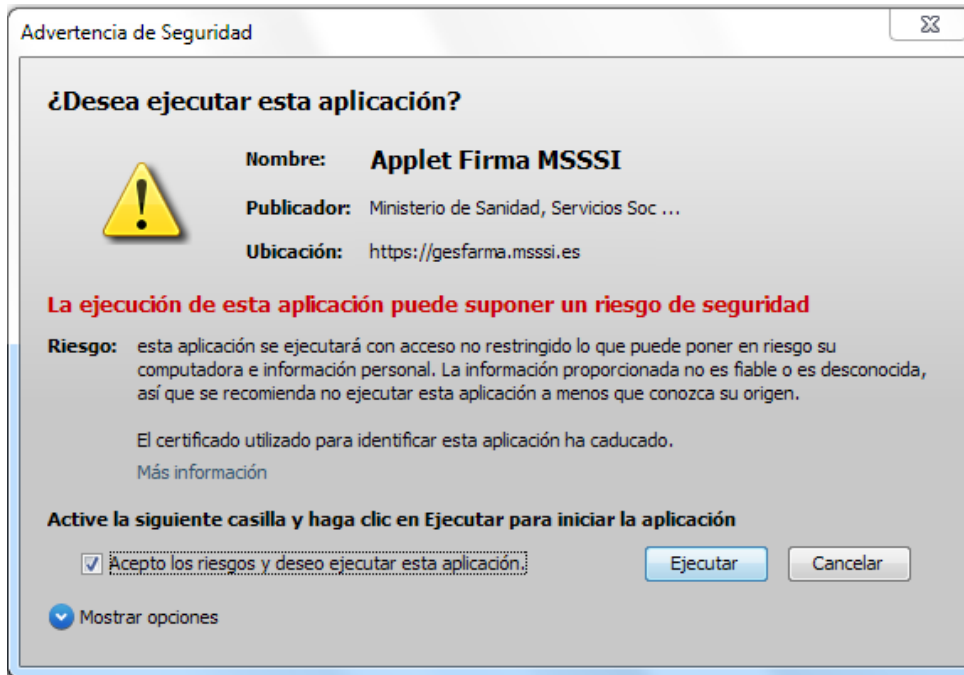 Advertencia de Seguridad
¿Desea ejecutar esta aplicación?
Nombre: Applet Firma MSSSI
Publicador: Ministerio de Sanidad, Servicios Soc ...
Ubicación: https://gesfarma.msssi.es
La ejecución de esta aplicación puede suponer un riesgo de seguridad
Riesgo: esta aplicación se ejecutará con acceso no restringido lo que puede poner en riesgo su
computadora e información personal. La información proporcionada no es fiable o es desconocida,
así que se recomienda no ejecutar esta aplicación a menos que conozca su origen.
El certificado utilizado para identificar esta aplicación ha caducado.
Más información
Active la siguiente casilla y haga clic en Ejecutar para iniciar la aplicación
Acepto los riesgos y deseo ejecutar esta aplicación. Ejecutar Cancelar
Mostrar opciones